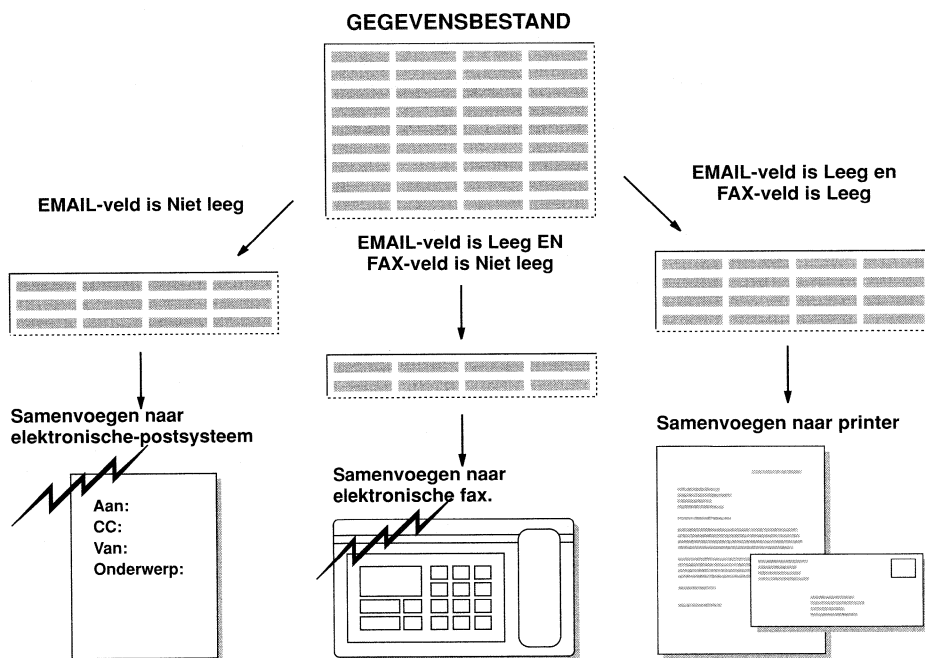 GEGEVENSBESTAND
EMAIL-veld is Niet leeg
EMAIL-veld is Leeg EN
FAX-veld is Niet leeg
EMAIL-veld is Leeg en
FAX-veld is Leeg
Samenvoegen naar
elektronische-postsysteem
Aan:
CC:
Van:
Onderwerp:
Samenvoegen naar
elektronische fax.
Samenvoegen naar printer